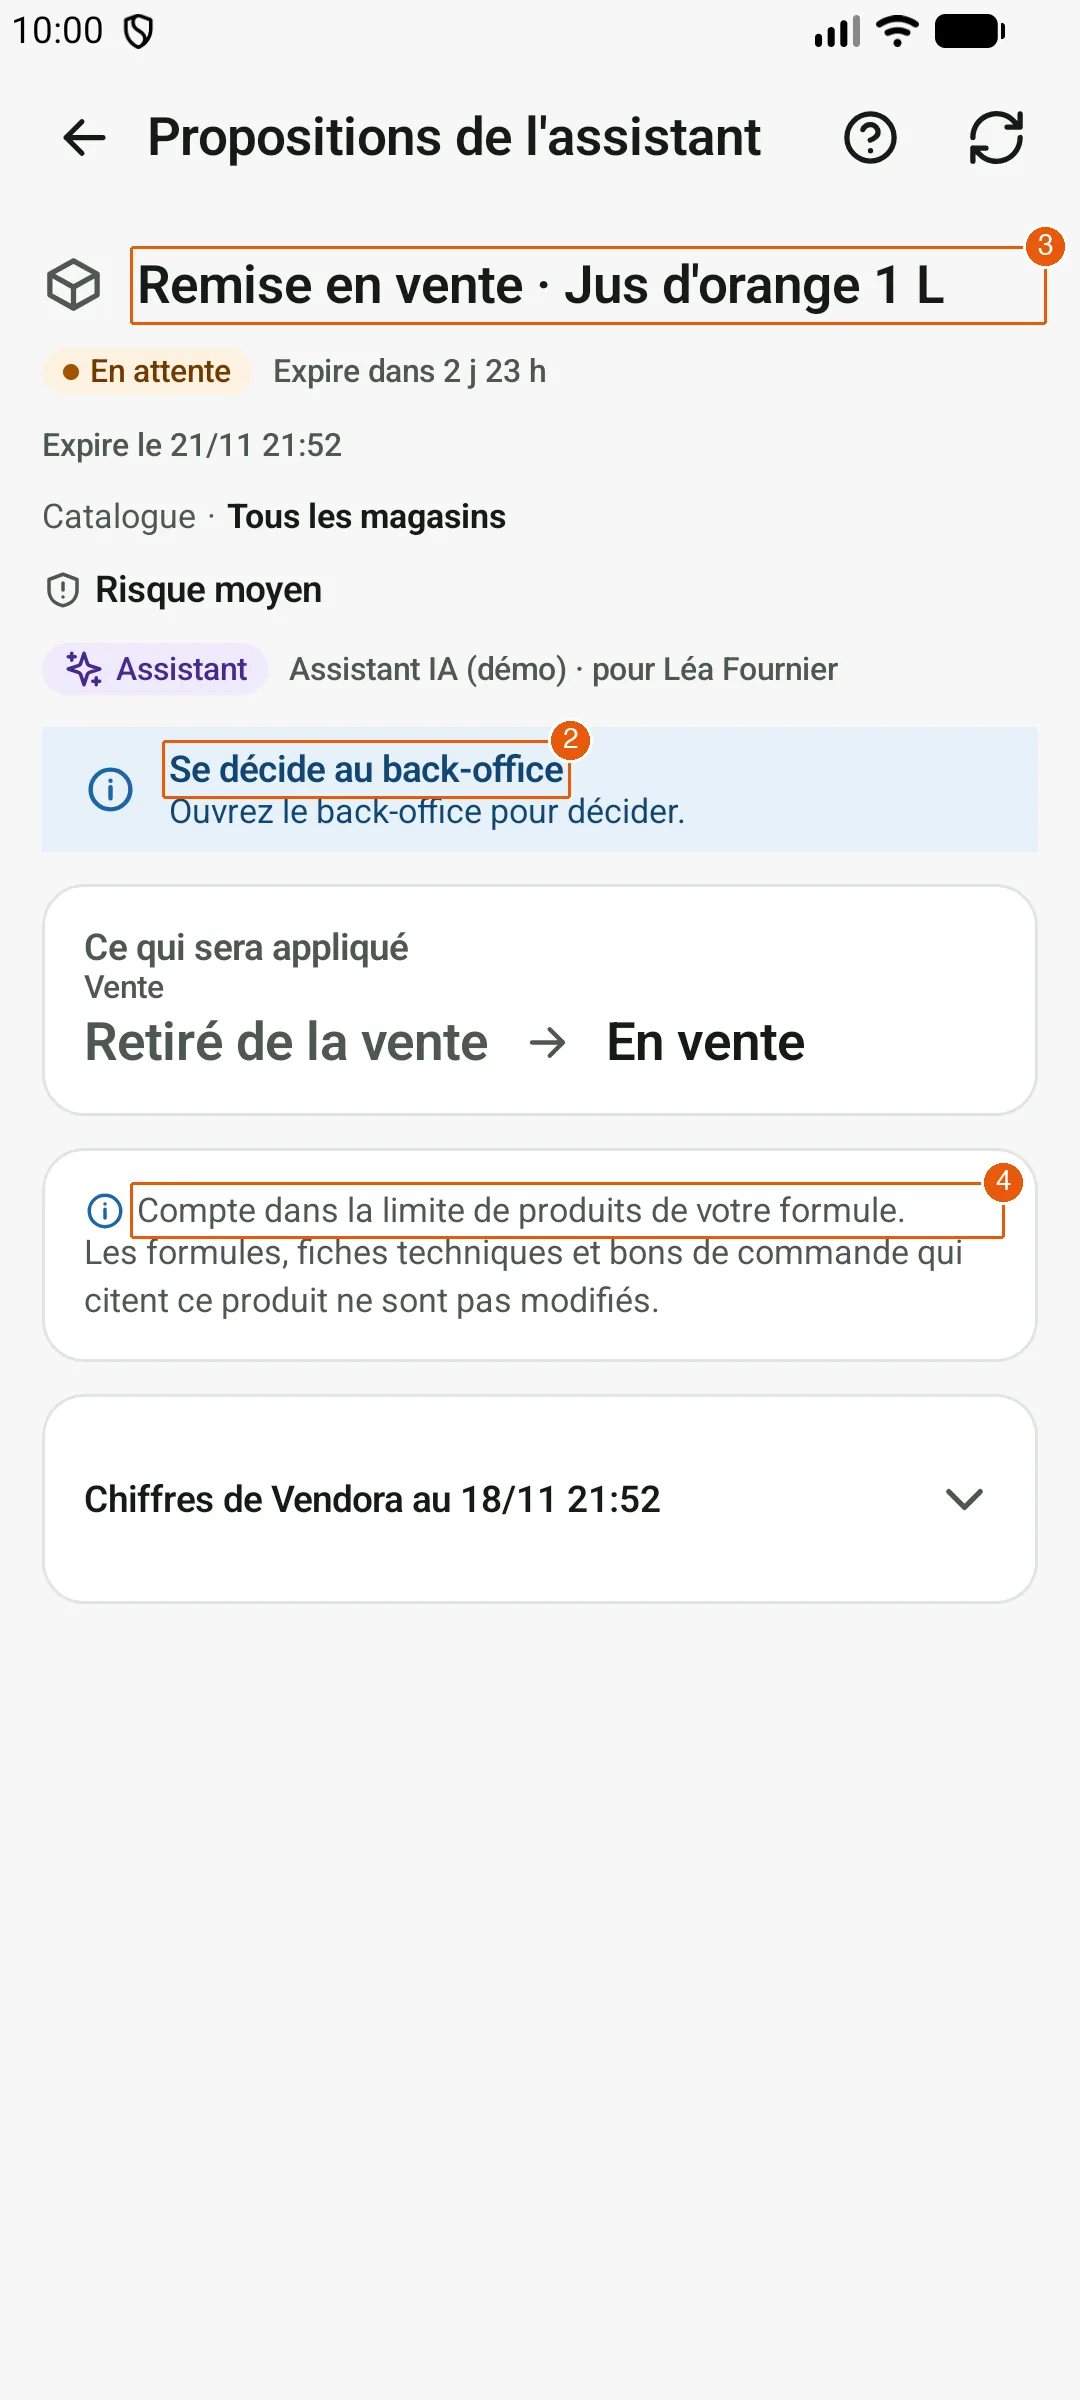 10:00
Propositions de l'assistant
3
Remise en vente · Jus d'orange 1 L
En attente
Expire dans 2 j 23 h
Expire le 21/11 21:52
Catalogue · Tous les magasins
Risque moyen
Assistant
Assistant IA (démo) · pour Léa Fournier
2
Se décide au back-office
Ouvrez le back-office pour décider.
Ce qui sera appliqué
Vente
Retiré de la vente → En vente
4
Compte dans la limite de produits de votre formule.
Les formules, fiches techniques et bons de commande qui
citent ce produit ne sont pas modifiés.
Chiffres de Vendora au 18/11 21:52